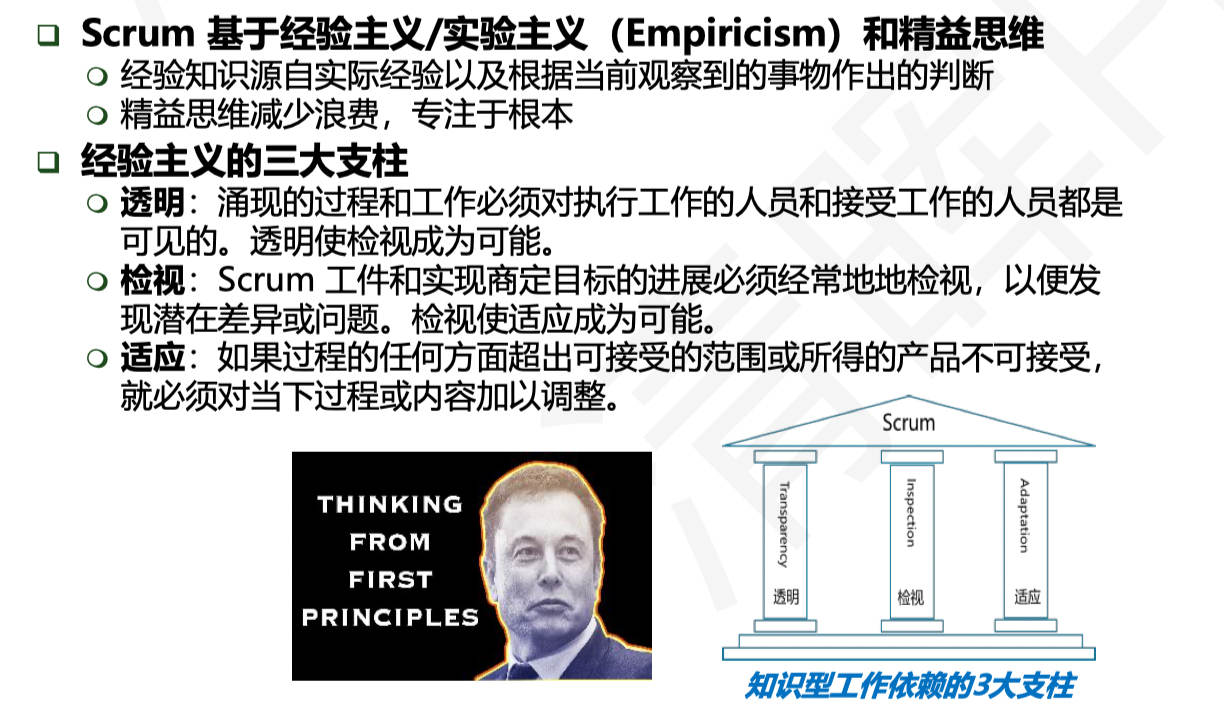 Scrum 基于经验主义/实验主义（Empiricism）和精益思维
经验知识源自实际经验以及根据当前观察到的事物作出的判断
精益思维减少浪费，专注于根本
经验主义的三大支柱
透明：涌现的过程和工作必须对执行工作的人员和接受工作的人员都是
可见的。透明使检视成为可能。
检视：Scrum 工件和实现商定目标的进展必须经常地地检视，以便发
现潜在差异或问题。检视使适应成为可能。
适应：如果过程的任何方面超出可接受的范围或所得的产品不可接受，
就必须对当下过程或内容加以调整。
THINKING
FROM
FIRST
PRINCIPLES
Scrum
Transparency
透明
Inspection
检视
Adaptation
适应
知识型工作依赖的3大支柱